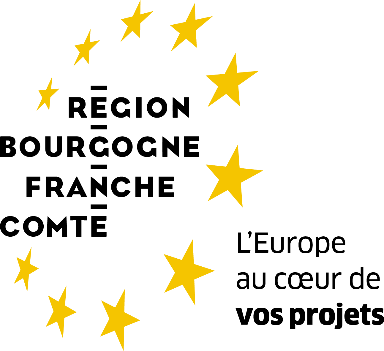 RÉGION
BOURGOGNE
FRANCHE
COMTÉ
L'Europe
au cœur de
vos projets